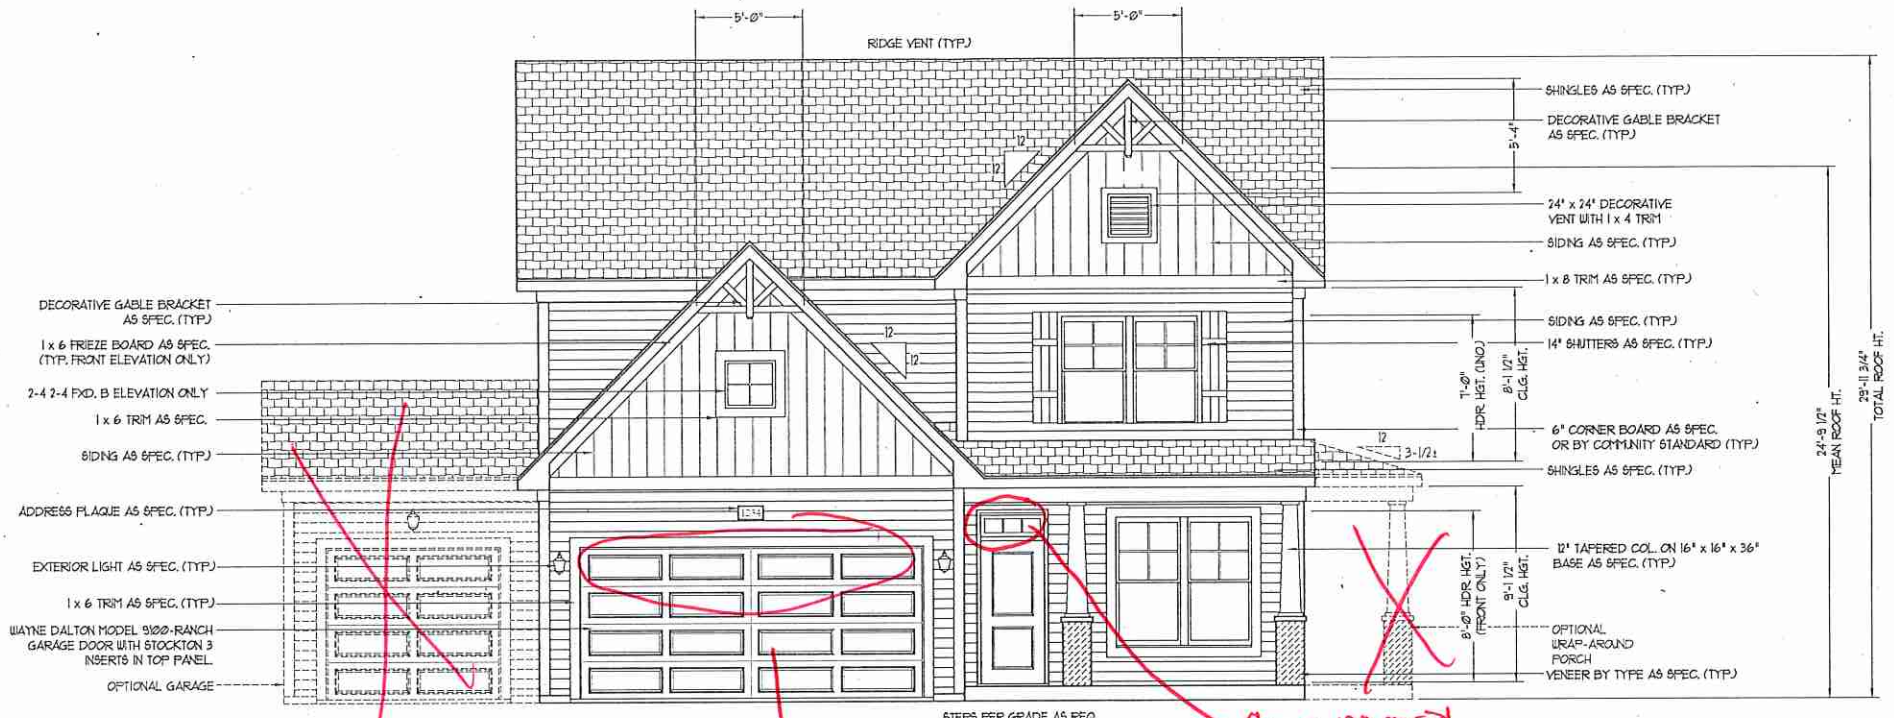 5'-0"
5'-0"
RIDGE VENT (TYP.)
SHINGLES AS SPEC. (TYP.)
DECORATIVE GABLE BRACKET
AS SPEC. (TYP.)
5'-4"
12
12
24" x 24" DECORATIVE
VENT WITH 1 x 4 TRIM
SIDING AS SPEC. (TYP.)
1 x 8 TRIM AS SPEC. (TYP.)
DECORATIVE GABLE BRACKET
AS SPEC. (TYP.)
1 x 6 FRIEZE BOARD AS SPEC.
(TYP. FRONT ELEVATION ONLY)
2-4 2-4 FXD. B ELEVATION ONLY
1 x 6 TRIM AS SPEC.
SIDING AS SPEC. (TYP.)
ADDRESS PLAQUE AS SPEC. (TYP.)
EXTERIOR LIGHT AS SPEC. (TYP.)
1 x 6 TRIM AS SPEC. (TYP.)
WAYNE DALTON MODEL 9100-RANCH
GARAGE DOOR WITH STOCKTON 3
INSERTS IN TOP PANEL.
OPTIONAL GARAGE
12
12
1234
SIDING AS SPEC. (TYP.)
14" SHUTTERS AS SPEC. (TYP.)
7'-0"
HDR. HGT. (UNO)
8'-1 1/2"
CLG. HGT.
6" CORNER BOARD AS SPEC.
OR BY COMMUNITY STANDARD (TYP.)
12
3-1/2±
SHINGLES AS SPEC. (TYP.)
12" TAPERED COL. ON 16" x 16" x 36"
BASE AS SPEC. (TYP.)
8'-0" HDR. HGT.
(FRONT ONLY)
9'-1 1/2"
CLG. HGT.
OPTIONAL
WRAP-AROUND
PORCH
VENEER BY TYPE AS SPEC. (TYP.)
24'-9 1/2"
MEAN ROOF HT.
29'-11 3/4"
TOTAL ROOF HT.
STEPS PER GRADE AS REQ.